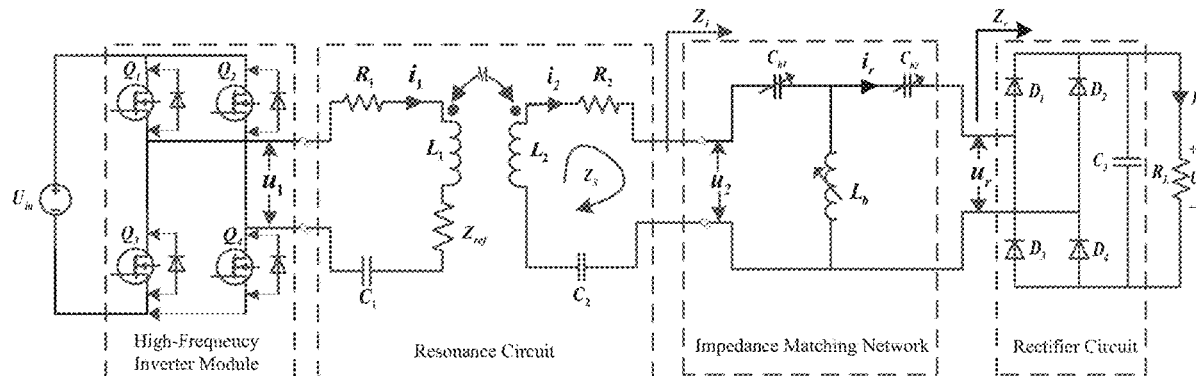 Z_i
Z_r
Q_1
Q_2
R_1
i_1
M
i_2
R_2
C_b1
i_r
C_b2
D_1
D_2
L_1
L_2
Z_s
u_1
u_2
L_b
u_r
C_3
R_L
U_in
Z_ref
Q_3
C_1
C_2
D_3
D_4
+
High-Frequency
Inverter Module
Resonance Circuit
Impedance Matching Network
Rectifier Circuit